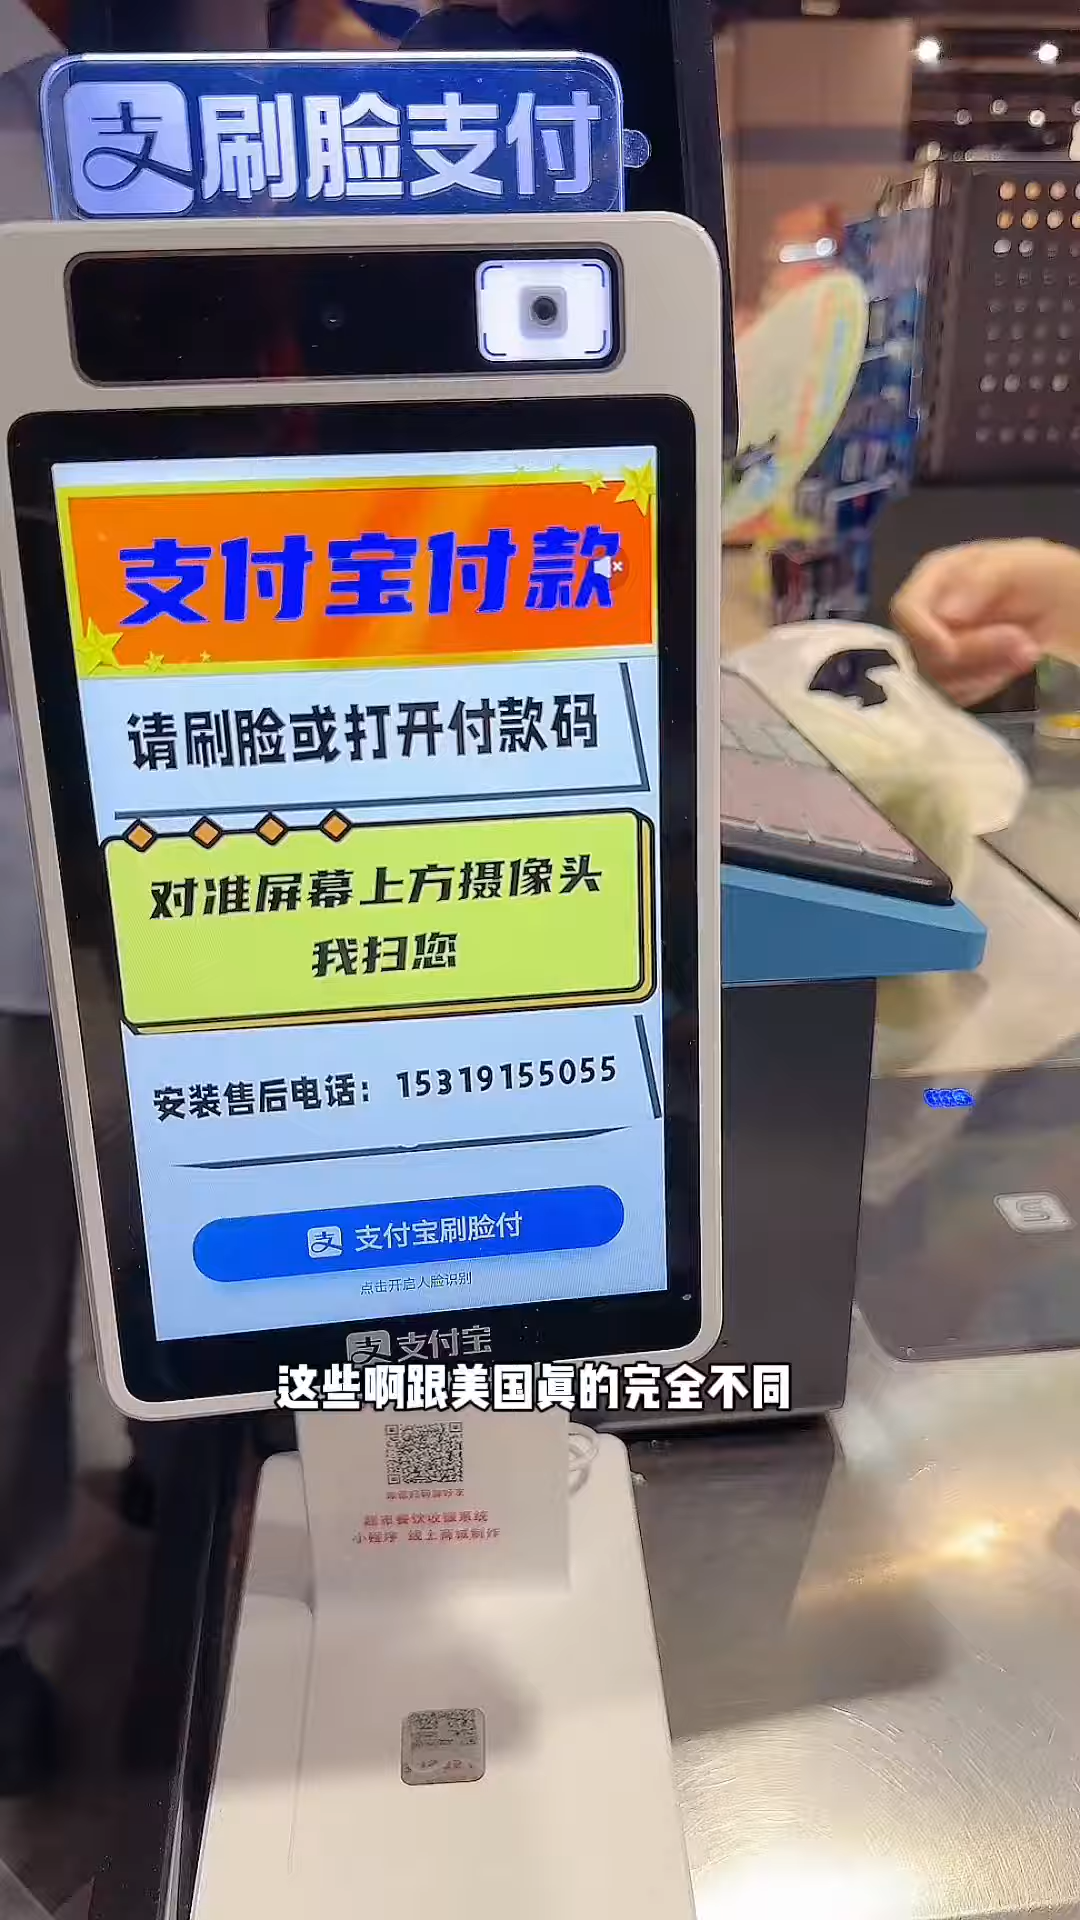 支 刷脸支付
支付宝付款
请刷脸或打开付款码
对准屏幕上方摄像头
我扫您
安装售后电话：15319155055
支 支付宝刷脸付
点击开启人脸识别
支 支付宝
这些啊跟美国真的完全不同
超市餐饮收银系统
小程序 线上商城制作